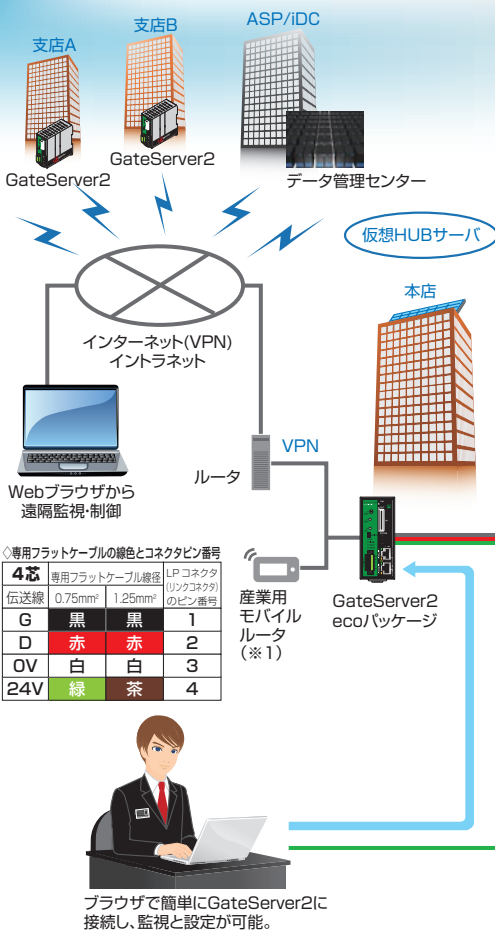 支店A
支店B
ASP/iDC
GateServer2
GateServer2
データ管理センター
仮想HUBサーバ
本店
インターネット(VPN)
イントラネット
VPN
ルータ
Webブラウザから
遠隔監視・制御
◇専用フラットケーブルの線色とコネクタピン番号
4芯 専用フラットケーブル線径 LPコネクタ
(リンクコネクタ)
伝送線 0.75mm² 1.25mm² のピン番号
G 黒 黒 1
D 赤 赤 2
0V 白 白 3
24V 緑 茶 4
産業用
モバイル
ルータ
(※1)
GateServer2
ecoパッケージ
ブラウザで簡単にGateServer2に
接続し、監視と設定が可能。